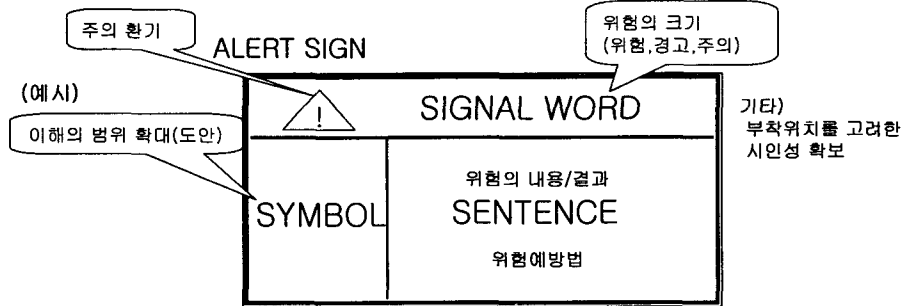 주의 환기
위험의 크기
(위험,경고,주의)
ALERT SIGN
(예시)
!
SIGNAL WORD
기타)
부착위치를 고려한
시인성 확보
이해의 범위 확대(도안)
위험의 내용/결과
SYMBOL
SENTENCE
위험예방법